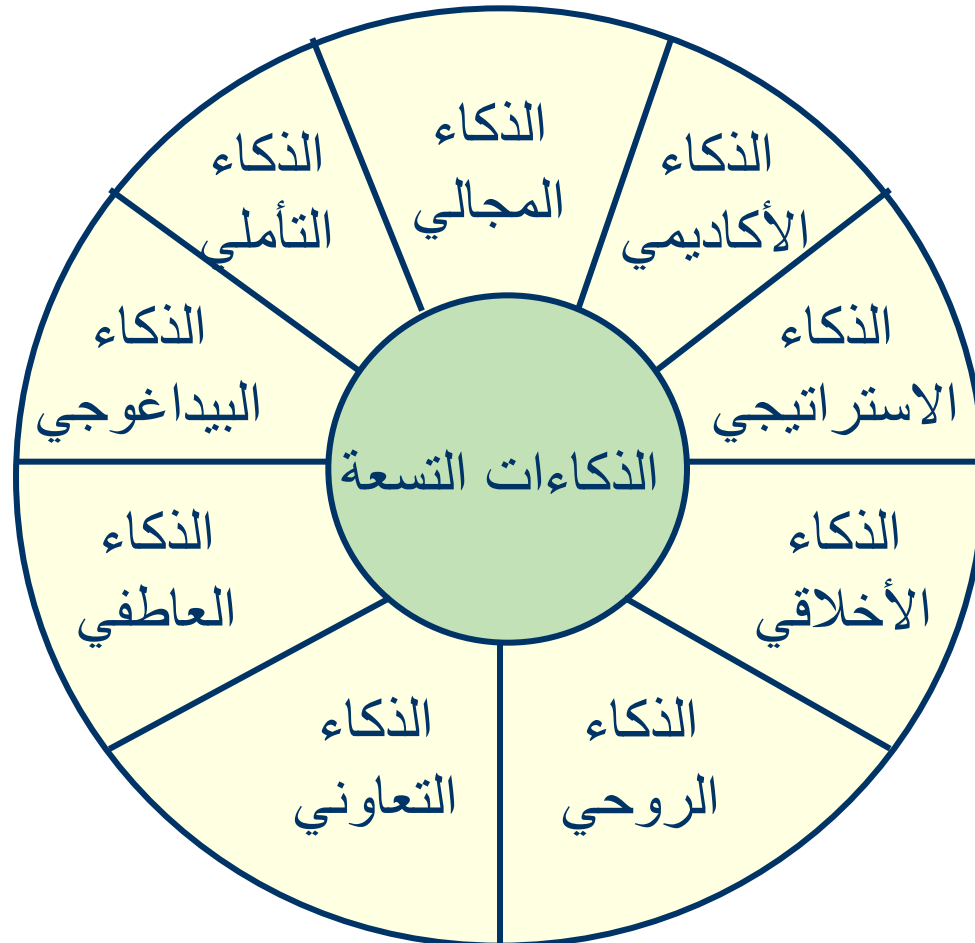 الذكاء
المجالي
الذكاء
الأكاديمي
الذكاء
الاستراتيجي
الذكاء
الأخلاقي
الذكاء
الروحي
الذكاء
التعاوني
الذكاء
العاطفي
الذكاء
البيداغوجي
الذكاء
التأملي
الذكاءات التسعة